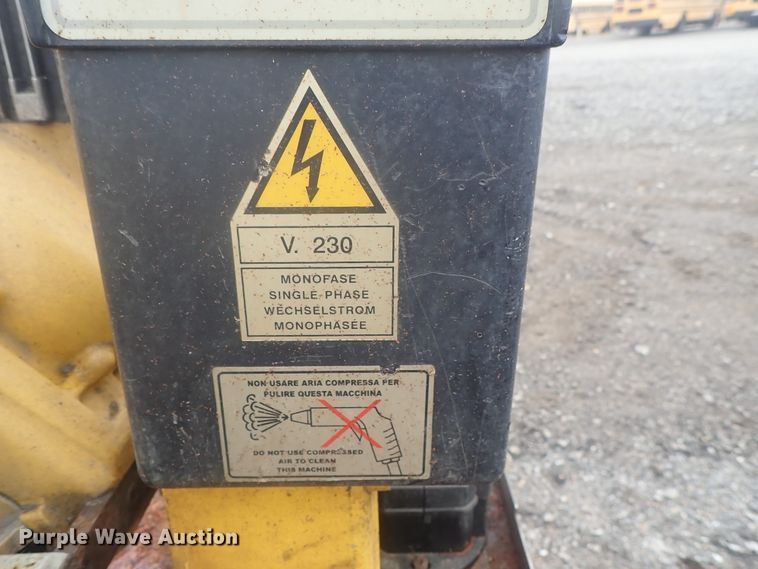 V. 230
MONOFASE
SINGLE PHASE
WECHSELSTROM
MONOPHASÉE
NON USARE ARIA COMPRESSA PER
PULIRE QUESTA MACCHINA
DO NOT USE COMPRESSED
AIR TO CLEAN
THIS MACHINE
Purple Wave Auction